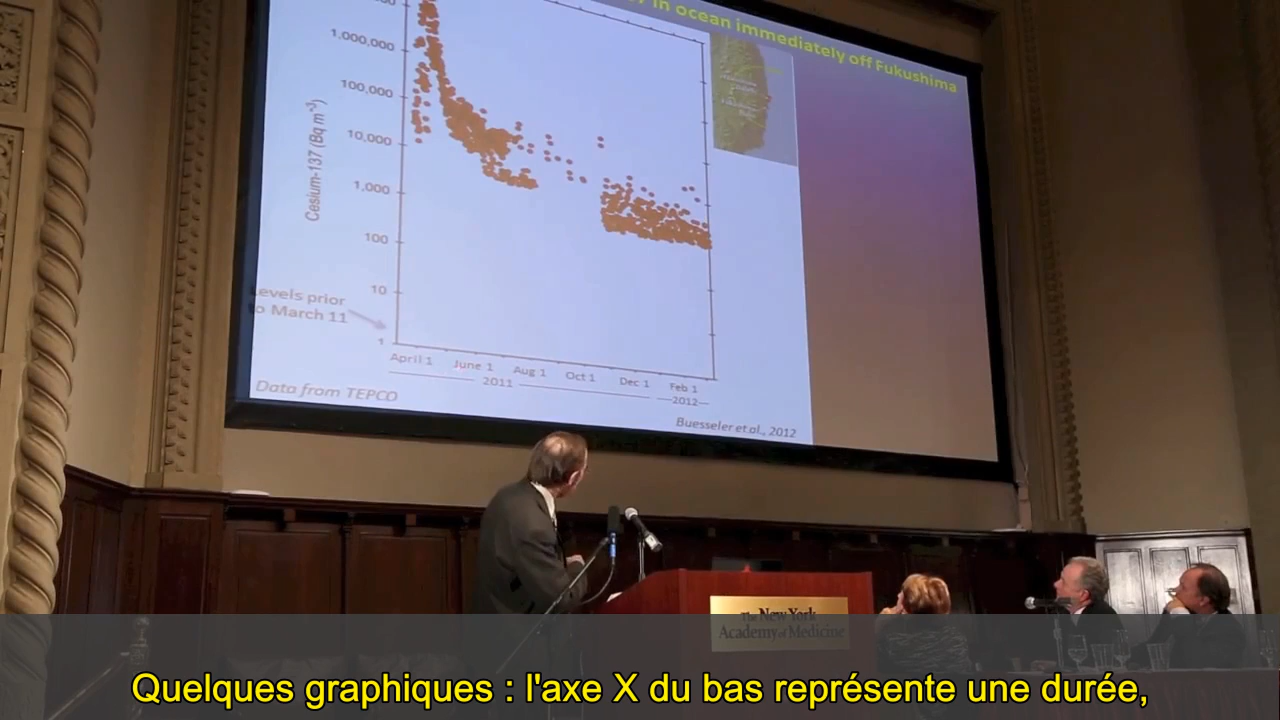 in ocean immediately off Fukushima
1,000,000
100,000
10,000
1,000
100
10
1
Cesium-137 (Bq m⁻³)
evels prior
o March 11
April 1 June 1 Aug 1 Oct 1 Dec 1 Feb 1
2011 2012
Data from TEPCO
Buesseler et al., 2012
The New York
Academy of Medicine
Quelques graphiques : l'axe X du bas représente une durée,